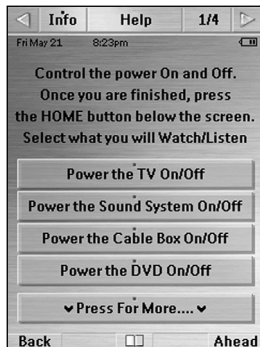 Info Help 1/4
Fri May 21 8:23pm
Control the power On and Off.
Once you are finished, press
the HOME button below the screen.
Select what you will Watch/Listen
Power the TV On/Off
Power the Sound System On/Off
Power the Cable Box On/Off
Power the DVD On/Off
Press For More....
Back Ahead